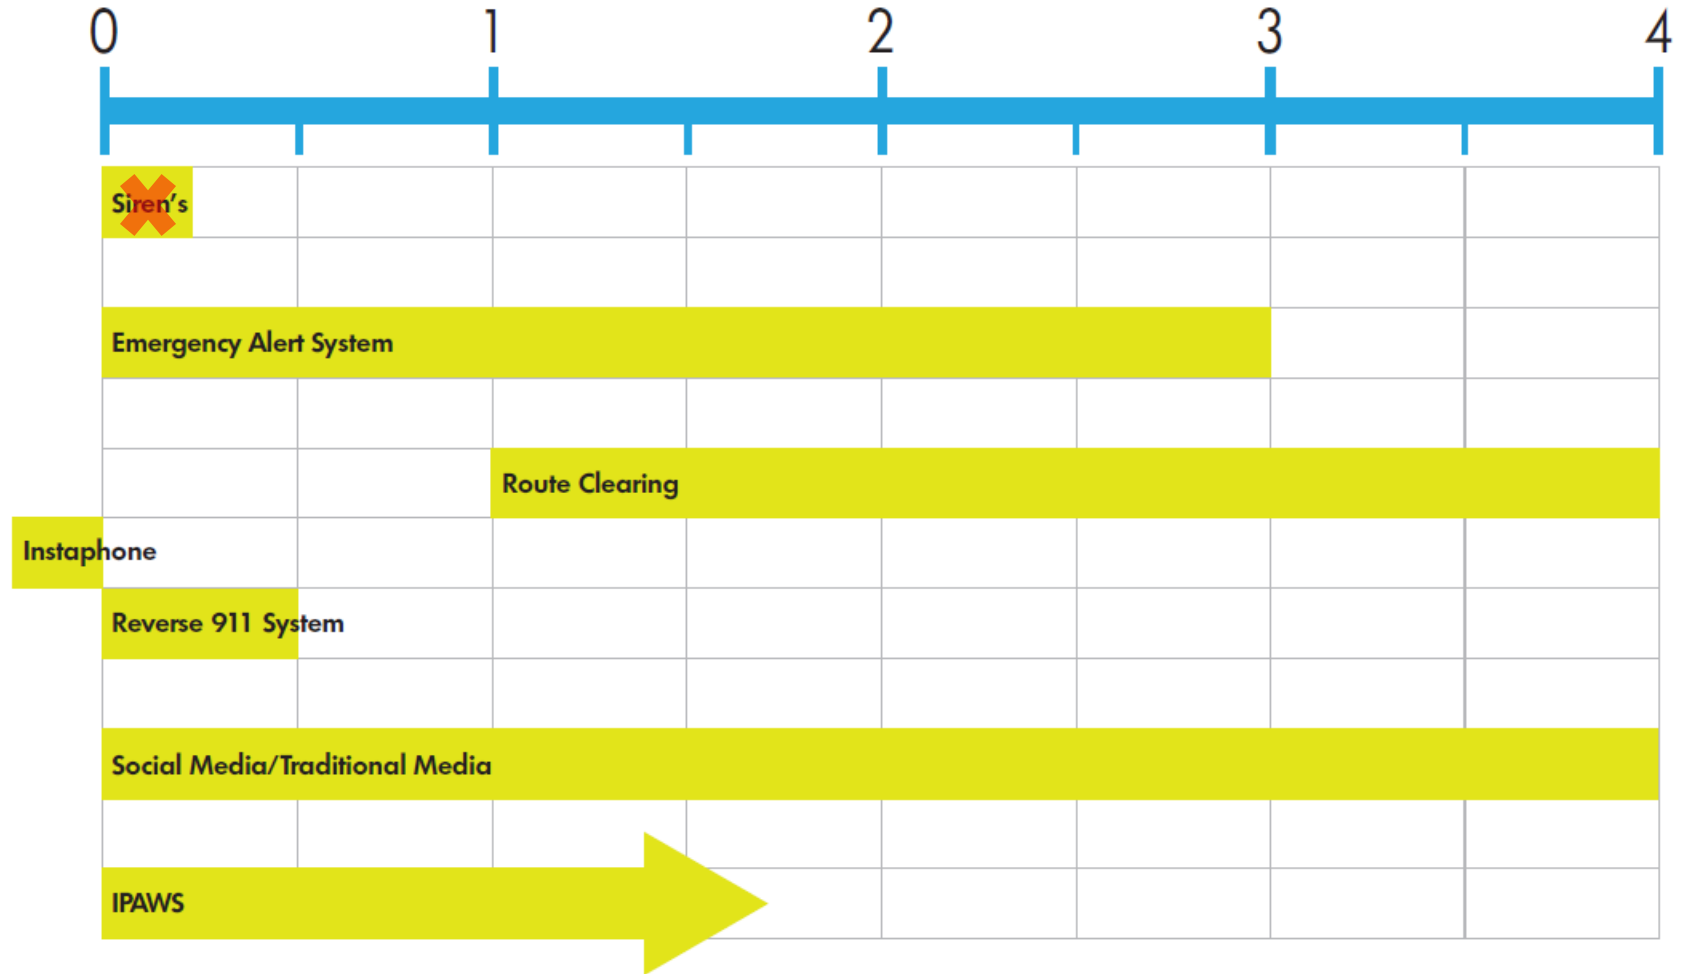 0 1 2 3 4
Siren's
Emergency Alert System
Route Clearing
Instaphone
Reverse 911 System
Social Media/Traditional Media
IPAWS